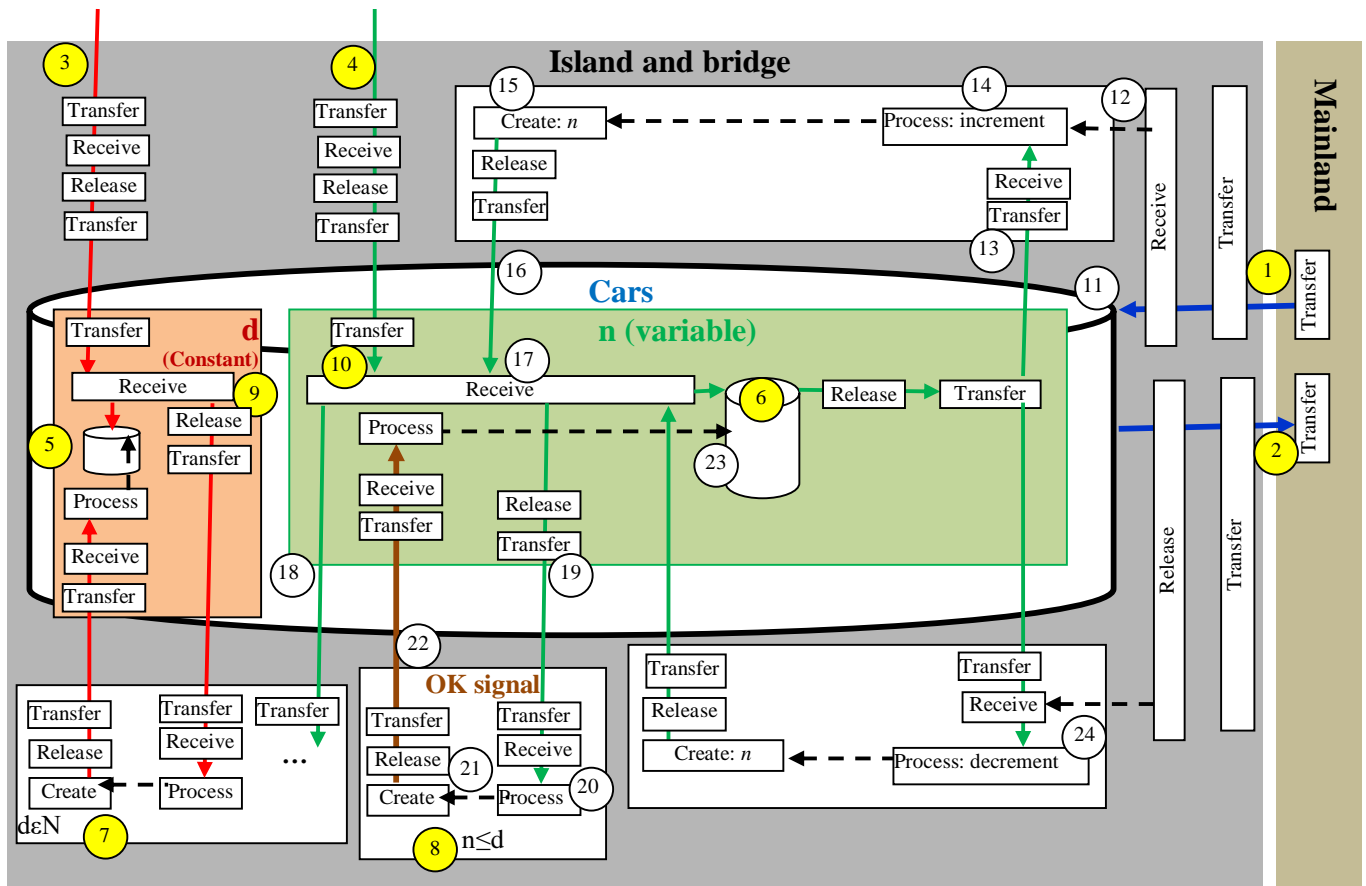 Island and bridge
Mainland
3
4
15
14
12
Transfer
Receive
Release
Transfer
Transfer
Receive
Release
Transfer
Create: n
Release
Transfer
Process: increment
Receive
Transfer
13
Receive
Transfer
1
Transfer
16
Cars
11
Transfer
d
(Constant)
Receive
9
Release
Transfer
5
Process
Receive
Transfer
Transfer
n (variable)
10
17
Receive
6
Release
Transfer
Process
23
Receive
Transfer
Release
Transfer
18
19
2
Transfer
Release
Transfer
22
Transfer
Release
Create
Transfer
Receive
Process
Transfer
...
dεN
7
OK signal
Transfer
Release
21
Create
Transfer
Receive
Process
20
8
n≤d
Transfer
Release
Create: n
Transfer
Receive
24
Process: decrement